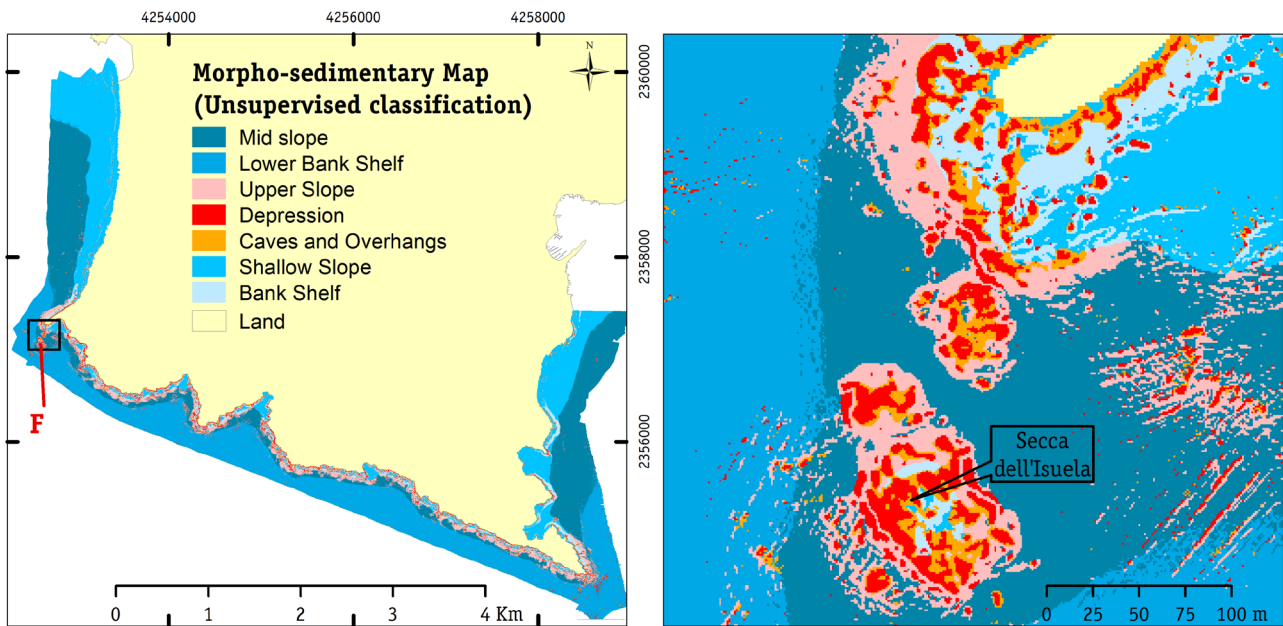 4254000
4256000
4258000
N
Morpho-sedimentary Map
(Unsupervised classification)
Mid slope
Lower Bank Shelf
Upper Slope
Depression
Caves and Overhangs
Shallow Slope
Bank Shelf
Land
2360000
2358000
2356000
F
0 1 2 3 4 Km
Secca
dell'Isuela
0 25 50 75 100 m